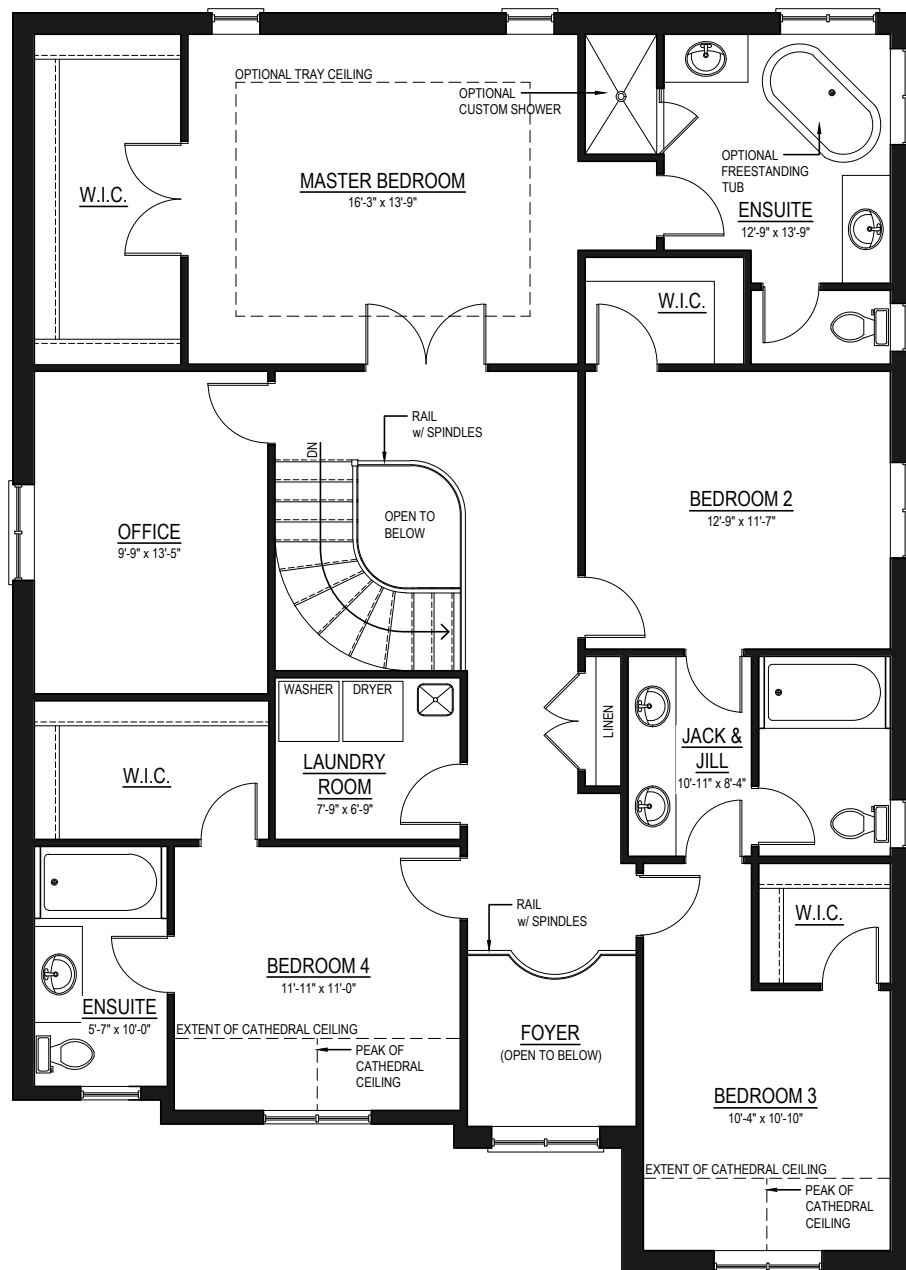 OPTIONAL TRAY CEILING
OPTIONAL
CUSTOM SHOWER
W.I.C.
MASTER BEDROOM
16'-3" x 13'-9"
OPTIONAL
FREESTANDING
TUB
ENSUITE
12'-9" x 13'-9"
W.I.C.
RAIL
w/ SPINDLES
DN
OPEN TO
BELOW
OFFICE
9'-9" x 13'-5"
BEDROOM 2
12'-9" x 11'-7"
WASHER
DRYER
LAUNDRY
ROOM
7'-9" x 6'-9"
LINEN
JACK &
JILL
10'-11" x 8'-4"
W.I.C.
RAIL
w/ SPINDLES
W.I.C.
BEDROOM 4
11'-11" x 11'-0"
ENSUITE
5'-7" x 10'-0"
EXTENT OF CATHEDRAL CEILING
PEAK OF
CATHEDRAL
CEILING
FOYER
(OPEN TO BELOW)
BEDROOM 3
10'-4" x 10'-10"
EXTENT OF CATHEDRAL CEILING
PEAK OF
CATHEDRAL
CEILING